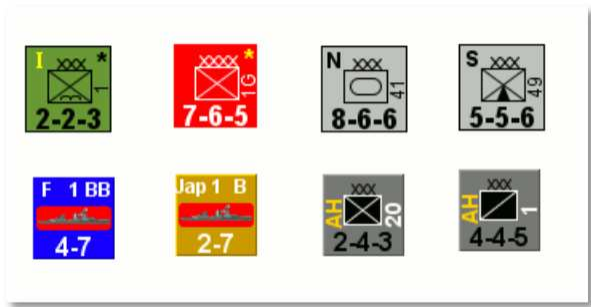 I XXX *
1
2-2-3
XXX *
1G
7-6-5
N XXX
41
8-6-6
S XXX
49
5-5-6
F 1 BB
4-7
Jap 1 B
2-7
XXX
AH 20
2-4-3
XXX
AH 1
4-4-5